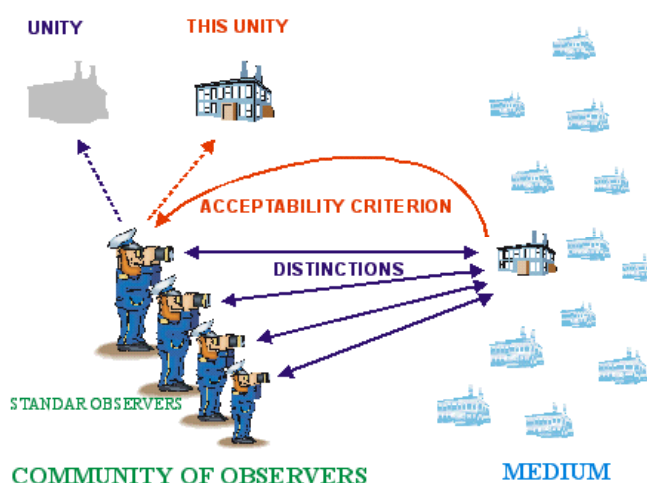 UNITY
THIS UNITY
ACCEPTABILITY CRITERION
DISTINCTIONS
STANDAR OBSERVERS
COMMUNITY OF OBSERVERS
MEDIUM